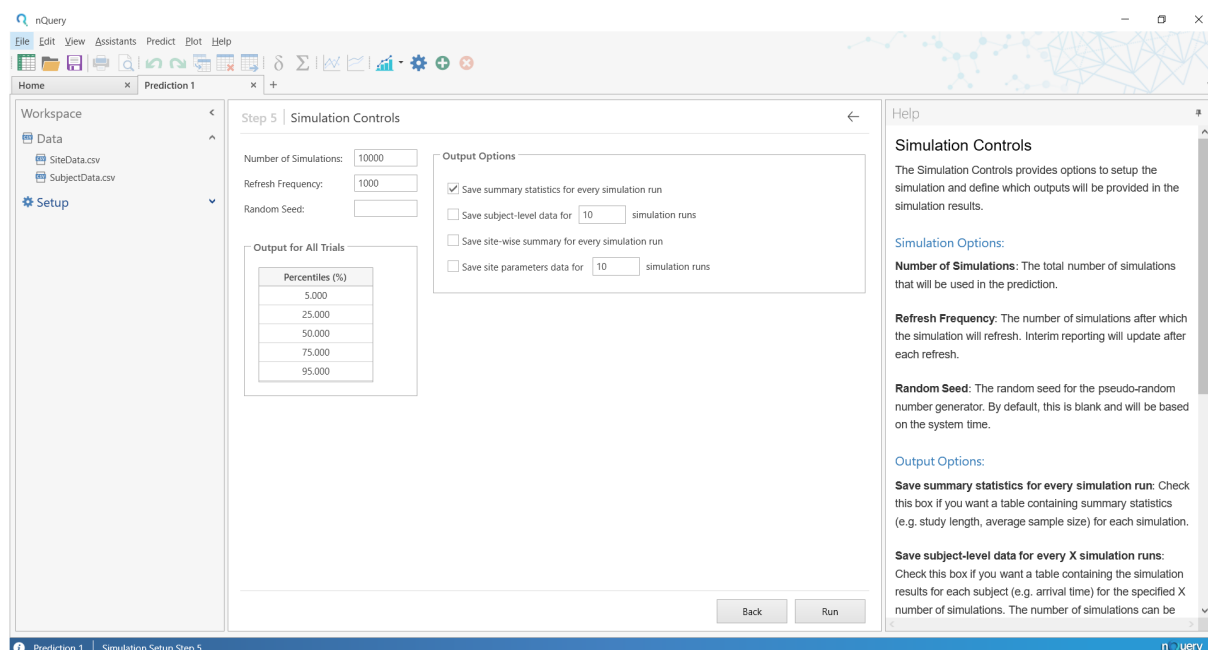 nQuery
File Edit View Assistants Predict Plot Help
Home Prediction 1
Workspace
Data
SiteData.csv
SubjectData.csv
Setup
Step 5 | Simulation Controls
Number of Simulations: 10000
Refresh Frequency: 1000
Random Seed:
Output for All Trials
Percentiles (%)
5.000
25.000
50.000
75.000
95.000
Output Options
Save summary statistics for every simulation run
Save subject-level data for 10 simulation runs
Save site-wise summary for every simulation run
Save site parameters data for 10 simulation runs
Back Run
Help
Simulation Controls
The Simulation Controls provides options to setup the
simulation and define which outputs will be provided in the
simulation results.
Simulation Options:
Number of Simulations: The total number of simulations
that will be used in the prediction.
Refresh Frequency: The number of simulations after which
the simulation will refresh. Interim reporting will update after
each refresh.
Random Seed: The random seed for the pseudo-random
number generator. By default, this is blank and will be based
on the system time.
Output Options:
Save summary statistics for every simulation run: Check
this box if you want a table containing summary statistics
(e.g. study length, average sample size) for each simulation.
Save subject-level data for every X simulation runs:
Check this box if you want a table containing the simulation
results for each subject (e.g. arrival time) for the specified X
number of simulations. The number of simulations can be
Prediction 1 | Simulation Setup Step 5
nQuery